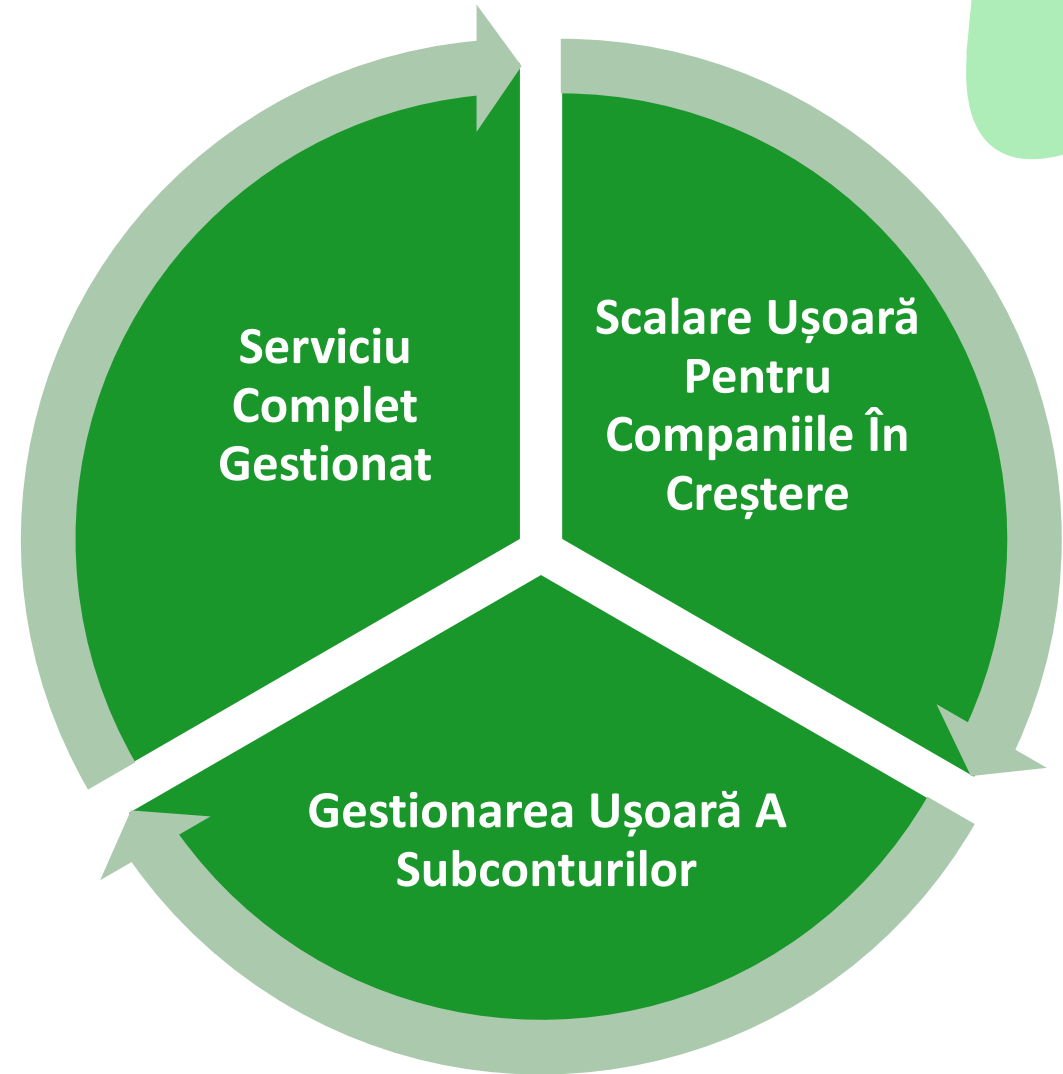 Serviciu
Complet
Gestionat
Scalare Ușoară
Pentru
Companiile În
Creștere
Gestionarea Ușoară A
Subconturilor